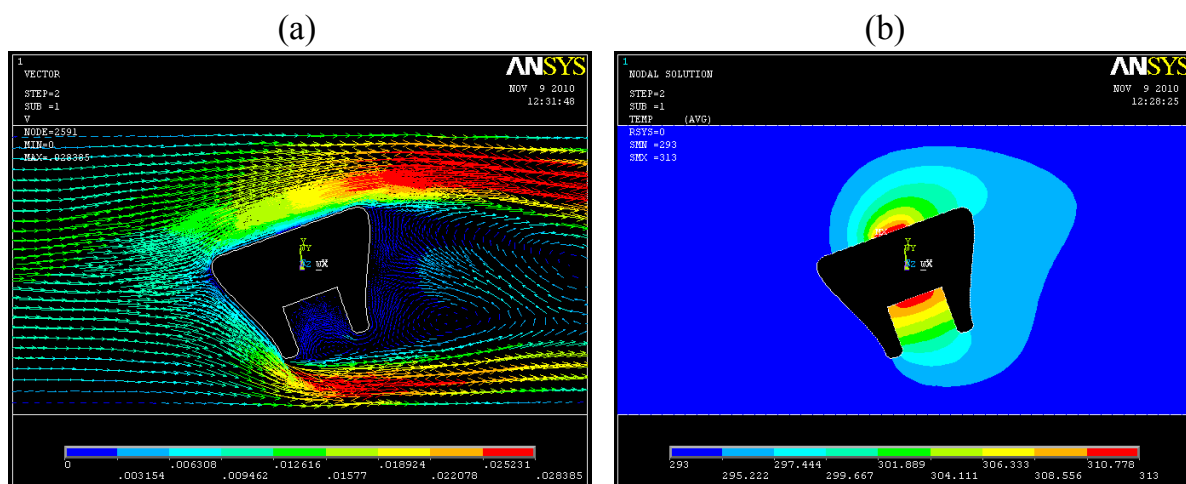 (a)
1
VECTOR
STEP=2
SUB =1
V
NODE=2591
MIN=0
MAX=.028385
ANSYS
NOV 9 2010
12:31:48
Y
X
0
.003154
.006308
.009462
.012616
.01577
.018924
.022078
.025231
.028385
(b)
1
NODAL SOLUTION
STEP=2
SUB =1
TEMP (AVG)
RSYS=0
SMN =293
SMX =313
ANSYS
NOV 9 2010
12:28:25
MX
Y
X
293
295.222
297.444
299.667
301.889
304.111
306.333
308.556
310.778
313